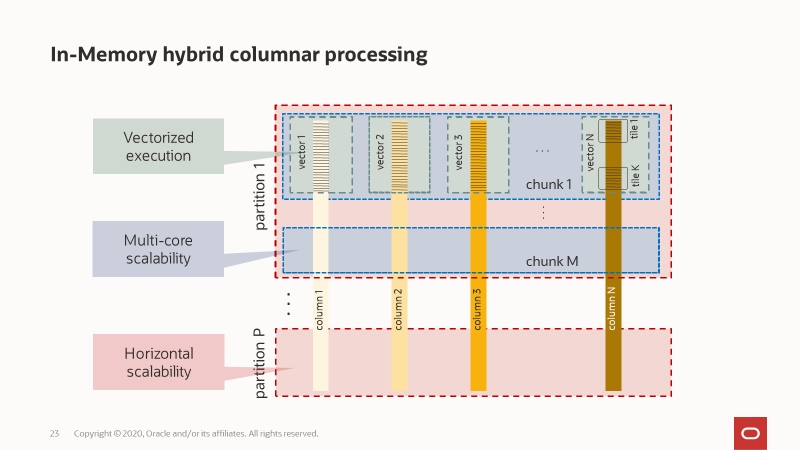 In-Memory hybrid columnar processing
Vectorized
execution
Multi-core
scalability
Horizontal
scalability
partition 1
vector 1
vector 2
vector 3
...
vector N
tile 1
tile K
chunk 1
...
chunk M
...
column 1
column 2
column 3
column N
partition P
23 Copyright © 2020, Oracle and/or its affiliates. All rights reserved.